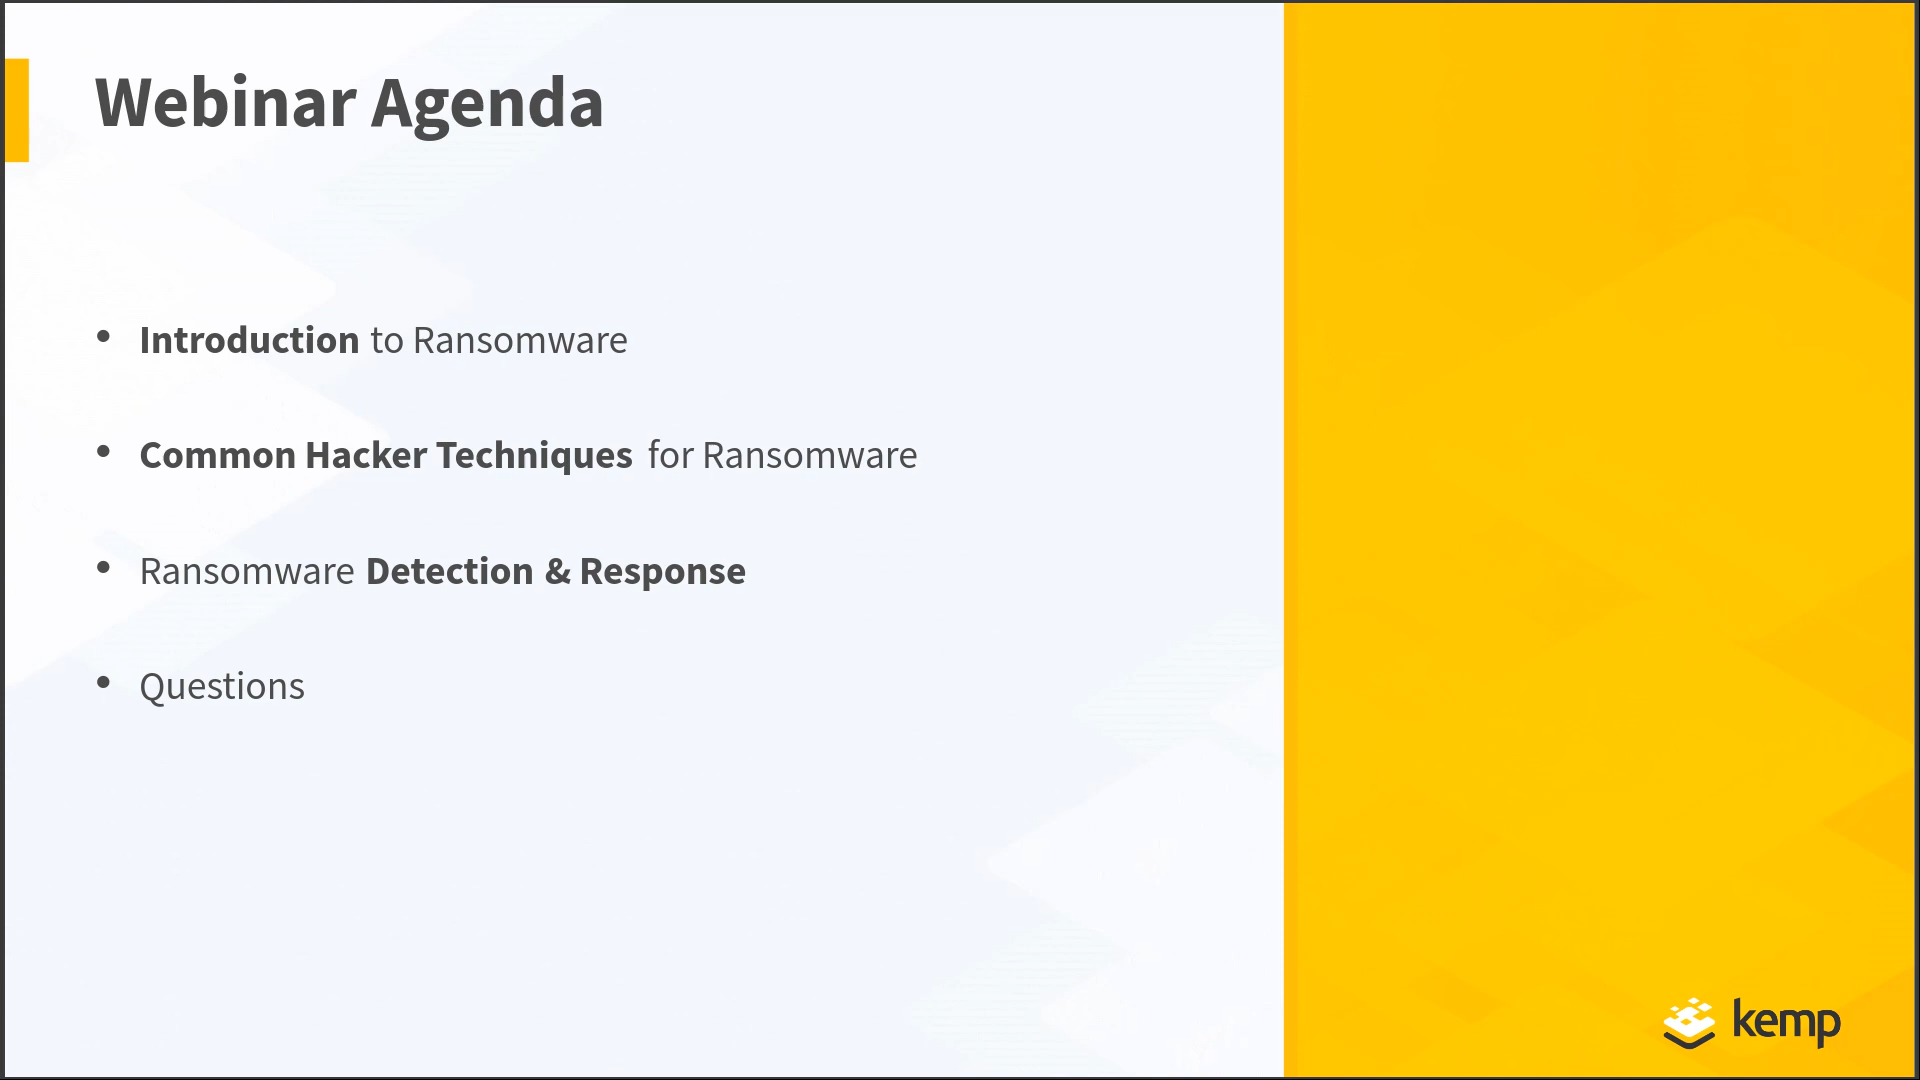 Webinar Agenda
• Introduction to Ransomware
• Common Hacker Techniques for Ransomware
• Ransomware Detection & Response
• Questions
kemp